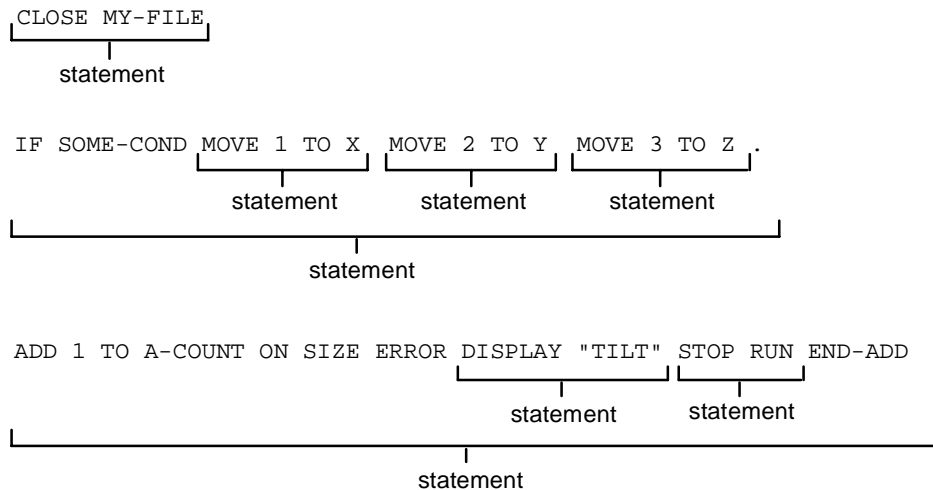 CLOSE MY-FILE
statement
IF SOME-COND MOVE 1 TO X MOVE 2 TO Y MOVE 3 TO Z .
statement statement statement
statement
ADD 1 TO A-COUNT ON SIZE ERROR DISPLAY "TILT" STOP RUN END-ADD
statement statement
statement